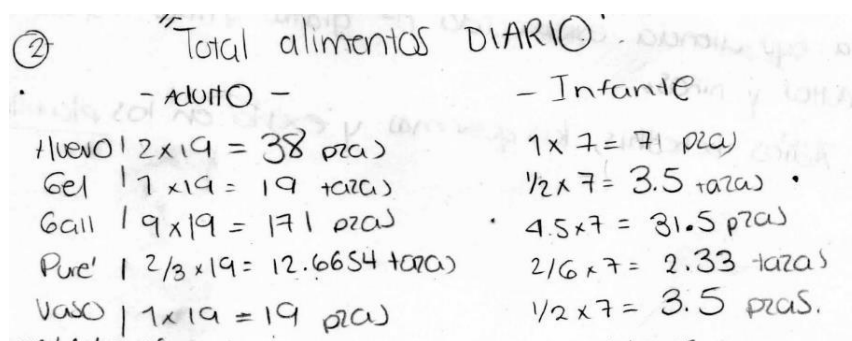 ② "Total alimentos DIARIO"
- Adulto -
- Infante
Huevo | 2x19 = 38 pzas
1x7 = 7 pzas
Gel | 1x19 = 19 tazas
1/2x7 = 3.5 tazas
Gall | 9x19 = 171 pzas
4.5x7 = 31.5 pzas
Puré | 2/3x19 = 12.6654 tazas
2/6x7 = 2.33 tazas
Vaso | 1x19 = 19 pzas
1/2x7 = 3.5 pzas.